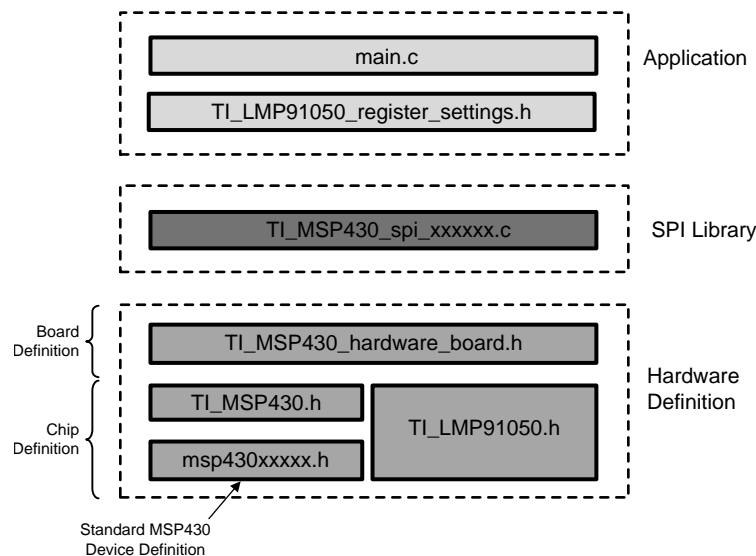 main.c
Application
TI_LMP91050_register_settings.h
TI_MSP430_spi_xxxxxx.c
SPI Library
Board
Definition
TI_MSP430_hardware_board.h
Hardware
Definition
Chip
Definition
TI_MSP430.h
TI_LMP91050.h
msp430xxxxx.h
Standard MSP430
Device Definition